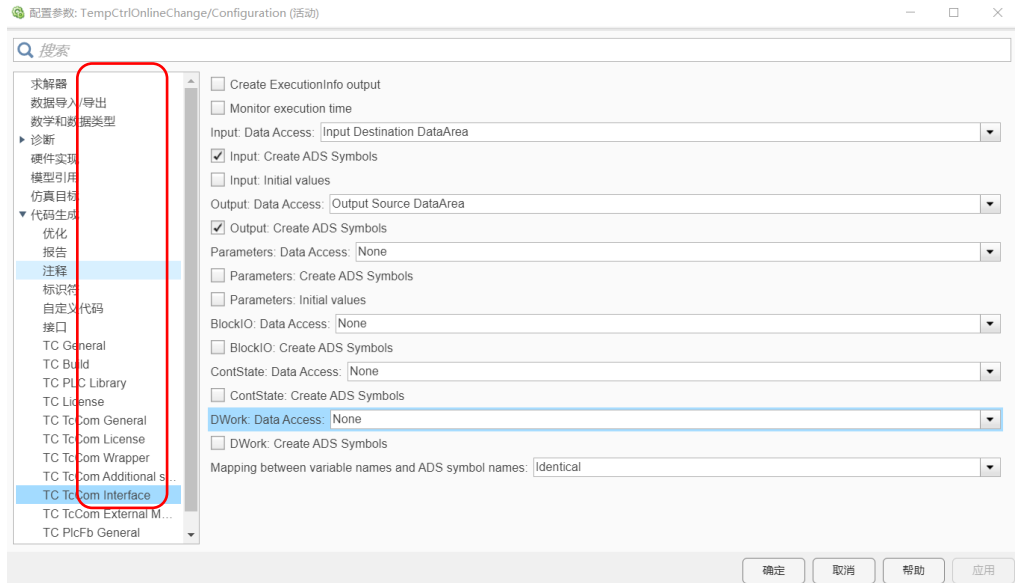 配置参数: TempCtrlOnlineChange/Configuration (活动)
搜索
求解器
数据导入/导出
数学和数据类型
诊断
硬件实现
模型引用
仿真目标
代码生成
优化
报告
注释
标识符
自定义代码
接口
TC General
TC Build
TC PLC Library
TC License
TC TcCom General
TC TcCom License
TC TcCom Wrapper
TC TcCom Additional s...
TC TcCom Interface
TC TcCom External M...
TC PlcFb General
Create ExecutionInfo output
Monitor execution time
Input: Data Access: Input Destination DataArea
Input: Create ADS Symbols
Input: Initial values
Output: Data Access: Output Source DataArea
Output: Create ADS Symbols
Parameters: Data Access: None
Parameters: Create ADS Symbols
Parameters: Initial values
BlockIO: Data Access: None
BlockIO: Create ADS Symbols
ContState: Data Access: None
ContState: Create ADS Symbols
DWork: Data Access: None
DWork: Create ADS Symbols
Mapping between variable names and ADS symbol names: Identical
确定 取消 帮助 应用